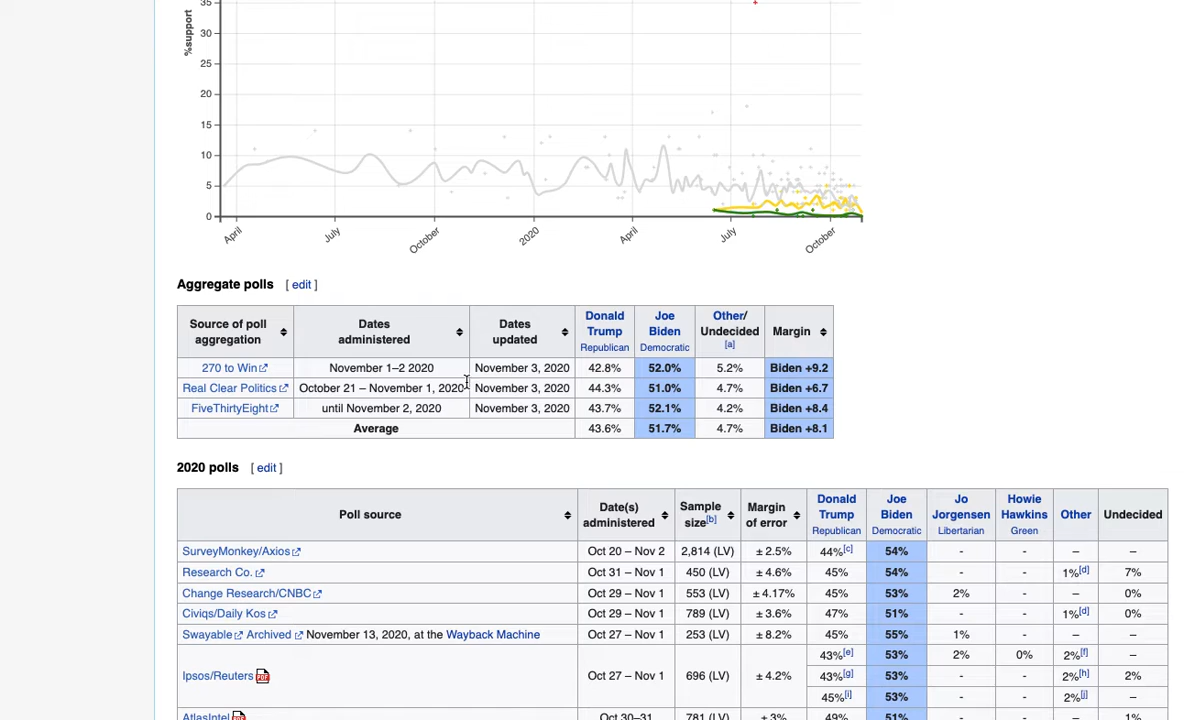 35
%support
30
25
20
15
10
5
0
April
July
October
2020
April
July
October
Aggregate polls [ edit ]
Source of poll aggregation
Dates administered
Dates updated
Donald Trump Republican
Joe Biden Democratic
Other/ Undecided [a]
Margin
270 to Win November 1–2 2020 November 3, 2020 42.8% 52.0% 5.2% Biden +9.2
Real Clear Politics October 21 – November 1, 2020 November 3, 2020 44.3% 51.0% 4.7% Biden +6.7
FiveThirtyEight until November 2, 2020 November 3, 2020 43.7% 52.1% 4.2% Biden +8.4
Average 43.6% 51.7% 4.7% Biden +8.1
2020 polls [ edit ]
Poll source
Date(s) administered
Sample size[b]
Margin of error
Donald Trump Republican
Joe Biden Democratic
Jo Jorgensen Libertarian
Howie Hawkins Green
Other
Undecided
SurveyMonkey/Axios Oct 20 – Nov 2 2,814 (LV) ± 2.5% 44%[c] 54% - - – –
Research Co. Oct 31 – Nov 1 450 (LV) ± 4.6% 45% 54% - - 1%[d] 7%
Change Research/CNBC Oct 29 – Nov 1 553 (LV) ± 4.17% 45% 53% 2% - – 0%
Civiqs/Daily Kos Oct 29 – Nov 1 789 (LV) ± 3.6% 47% 51% - - 1%[d] 0%
Swayable Archived November 13, 2020, at the Wayback Machine Oct 27 – Nov 1 253 (LV) ± 8.2% 45% 55% 1% - – –
43%[e] 53% 2% 0% 2%[f] –
Ipsos/Reuters Oct 27 – Nov 1 696 (LV) ± 4.2% 43%[g] 53% - - 2%[h] 2%
45%[i] 53% - - 2%[j] –
AtlasIntel Oct 30–31 781 (LV) ± 3% 49% 51% - - – 1%